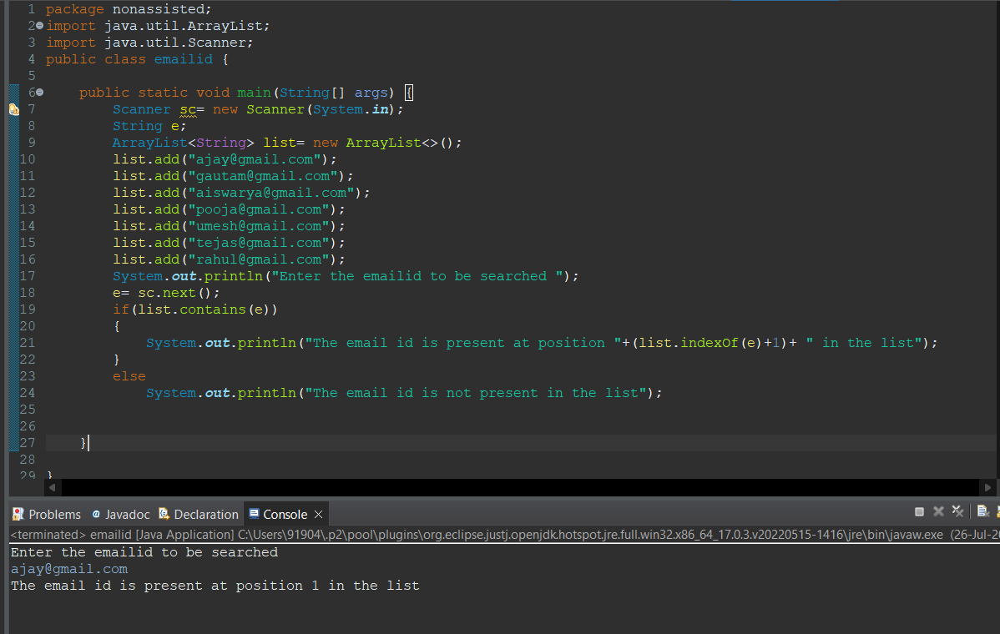 1 package nonassisted;
2 import java.util.ArrayList;
3 import java.util.Scanner;
4 public class emailid {
5
6 public static void main(String[] args) {
7 Scanner sc= new Scanner(System.in);
8 String e;
9 ArrayList<String> list= new ArrayList<>();
10 list.add("ajay@gmail.com");
11 list.add("gautam@gmail.com");
12 list.add("aiswarya@gmail.com");
13 list.add("pooja@gmail.com");
14 list.add("umesh@gmail.com");
15 list.add("tejas@gmail.com");
16 list.add("rahul@gmail.com");
17 System.out.println("Enter the emailid to be searched ");
18 e= sc.next();
19 if(list.contains(e))
20 {
21 System.out.println("The email id is present at position "+(list.indexOf(e)+1)+ " in the list");
22 }
23 else
24 System.out.println("The email id is not present in the list");
25
26
27 }
28
29 }
Problems Javadoc Declaration Console
<terminated> emailid [Java Application] C:\Users\91904\.p2\pool\plugins\org.eclipse.justj.openjdk.hotspot.jre.full.win32.x86_64_17.0.3.v20220515-1416\jre\bin\javaw.exe (26-Jul-20
Enter the emailid to be searched
ajay@gmail.com
The email id is present at position 1 in the list